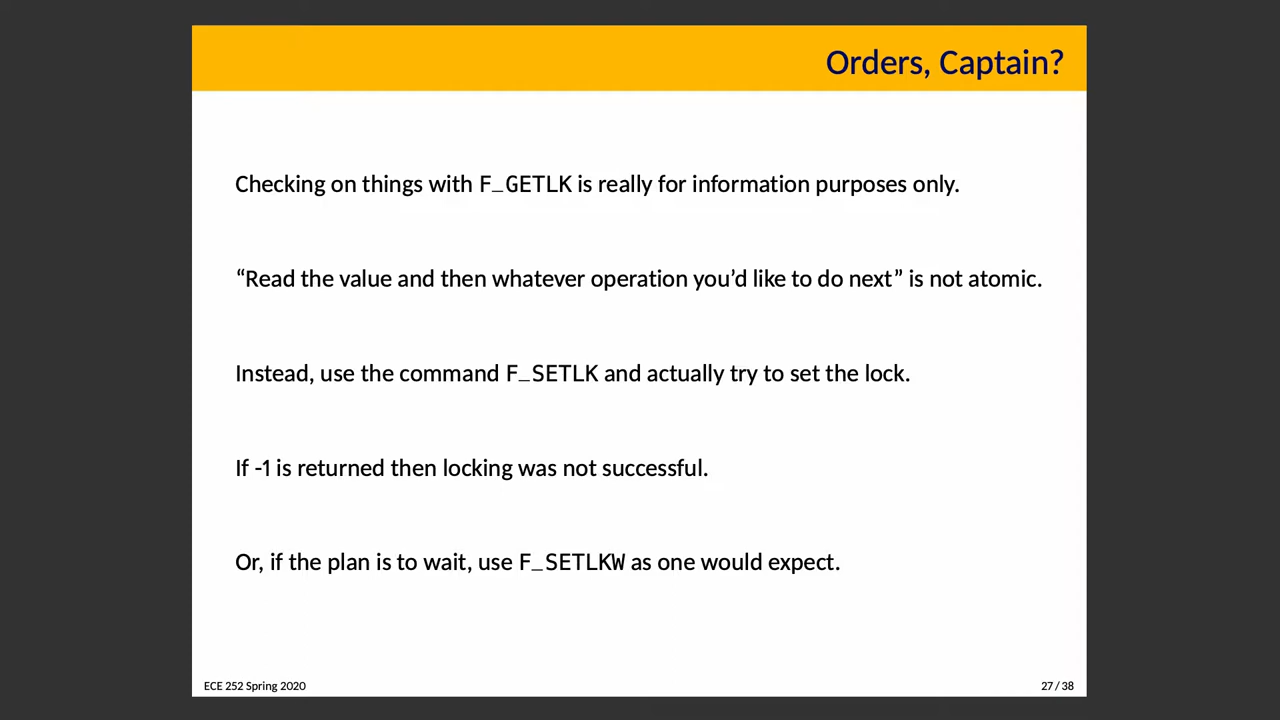 Orders, Captain?
Checking on things with F_GETLK is really for information purposes only.
“Read the value and then whatever operation you’d like to do next” is not atomic.
Instead, use the command F_SETLK and actually try to set the lock.
If -1 is returned then locking was not successful.
Or, if the plan is to wait, use F_SETLKW as one would expect.
ECE 252 Spring 2020
27 / 38